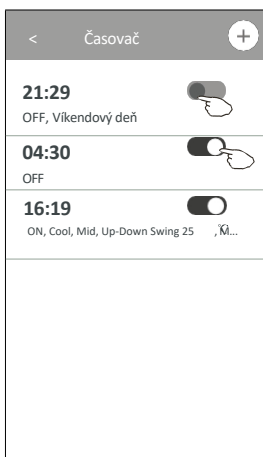 < Časovač +
21:29
OFF, Víkendový deň
04:30
OFF
16:19
ON, Cool, Mid, Up-Down Swing 25